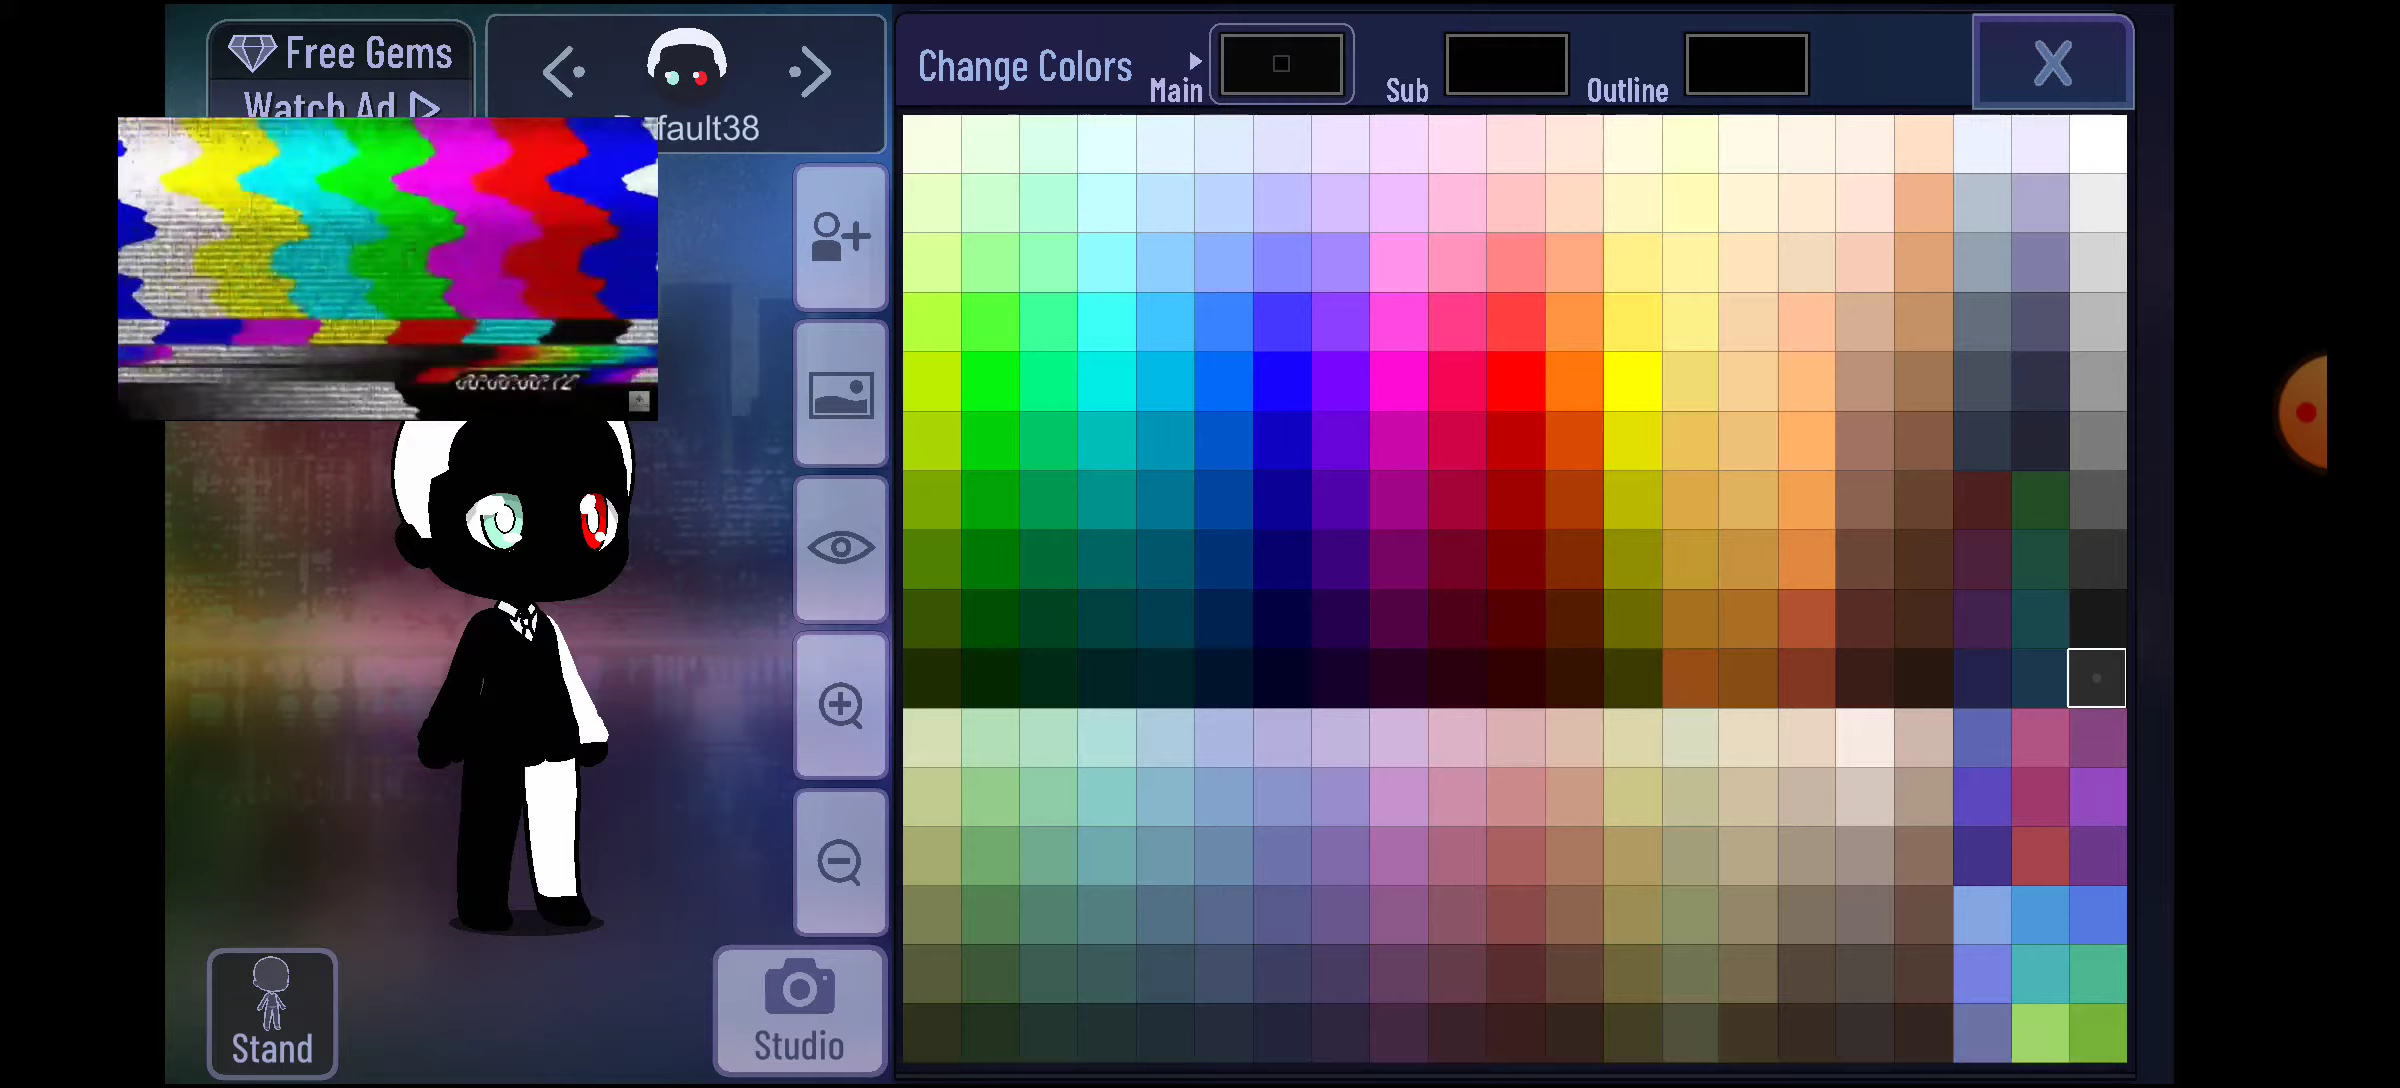 Free Gems
Watch Ad
fault38
Change Colors
Main
Sub
Outline
X
Stand
Studio